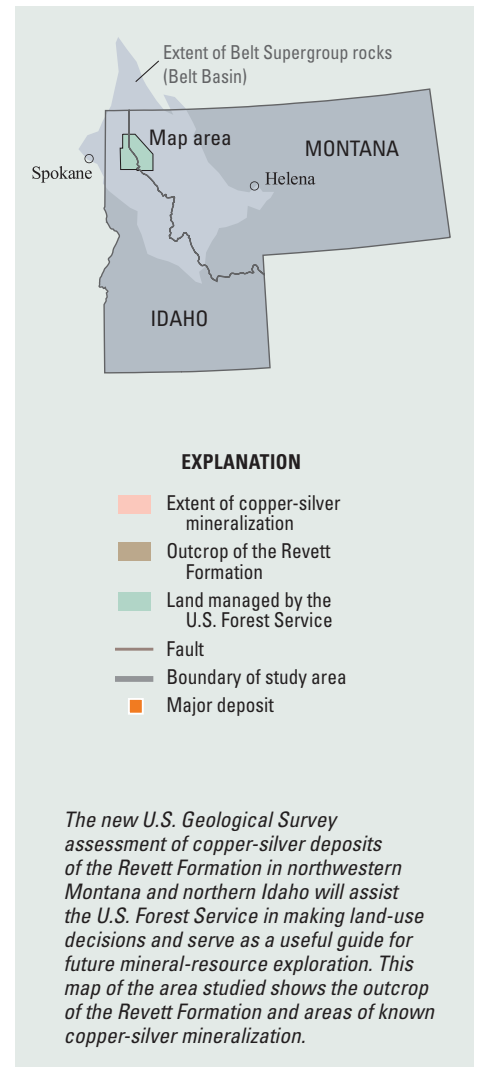 Extent of Belt Supergroup rocks
(Belt Basin)
Map area
MONTANA
Spokane
Helena
IDAHO
EXPLANATION
Extent of copper-silver
mineralization
Outcrop of the Revett
Formation
Land managed by the
U.S. Forest Service
Fault
Boundary of study area
Major deposit
The new U.S. Geological Survey
assessment of copper-silver deposits
of the Revett Formation in northwestern
Montana and northern Idaho will assist
the U.S. Forest Service in making land-use
decisions and serve as a useful guide for
future mineral-resource exploration. This
map of the area studied shows the outcrop
of the Revett Formation and areas of known
copper-silver mineralization.